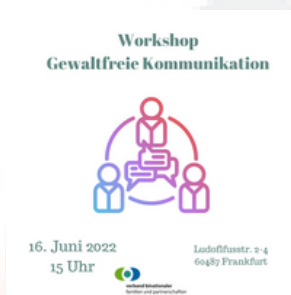 Workshop
Gewaltfreie Kommunikation
16. Juni 2022
15 Uhr
Ludolfusstr. 2-4
60487 Frankfurt
verband binationaler
familien und partnerschaften